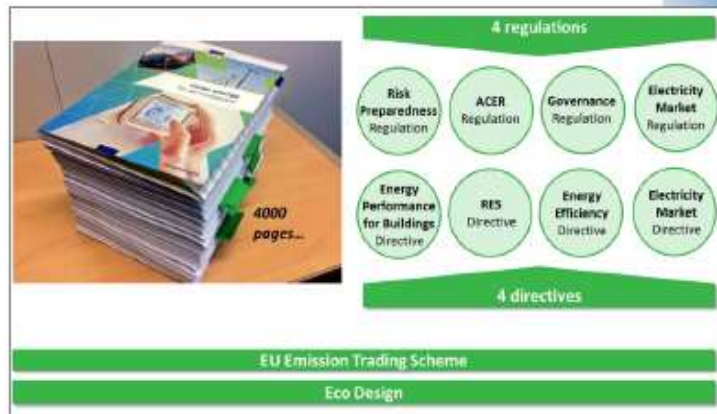 4 regulations
Risk
Preparedness
Regulation
ACER
Regulation
Governance
Regulation
Electricity
Market
Regulation
4000
pages...
Energy
Performance
for Buildings
Directive
RES
Directive
Energy
Efficiency
Directive
Electricity
Market
Directive
4 directives
EU Emission Trading Scheme
Eco Design